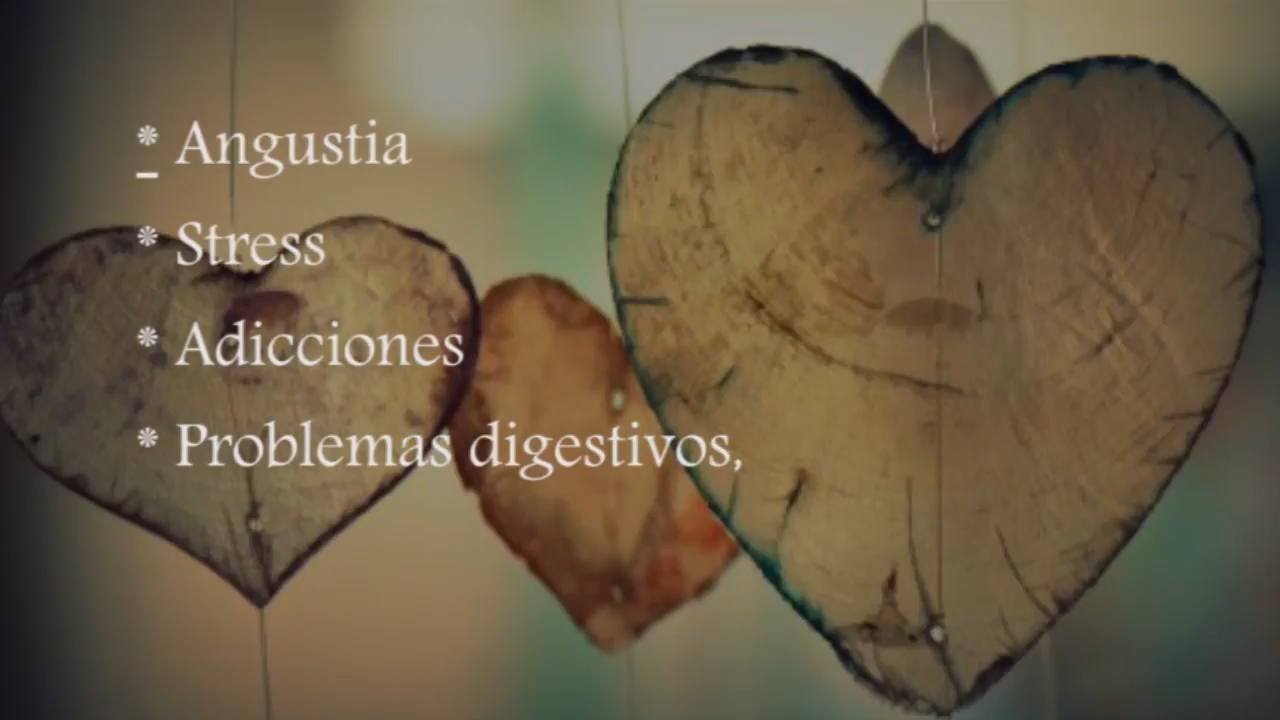 * Angustia
* Stress
* Adicciones
* Problemas digestivos,